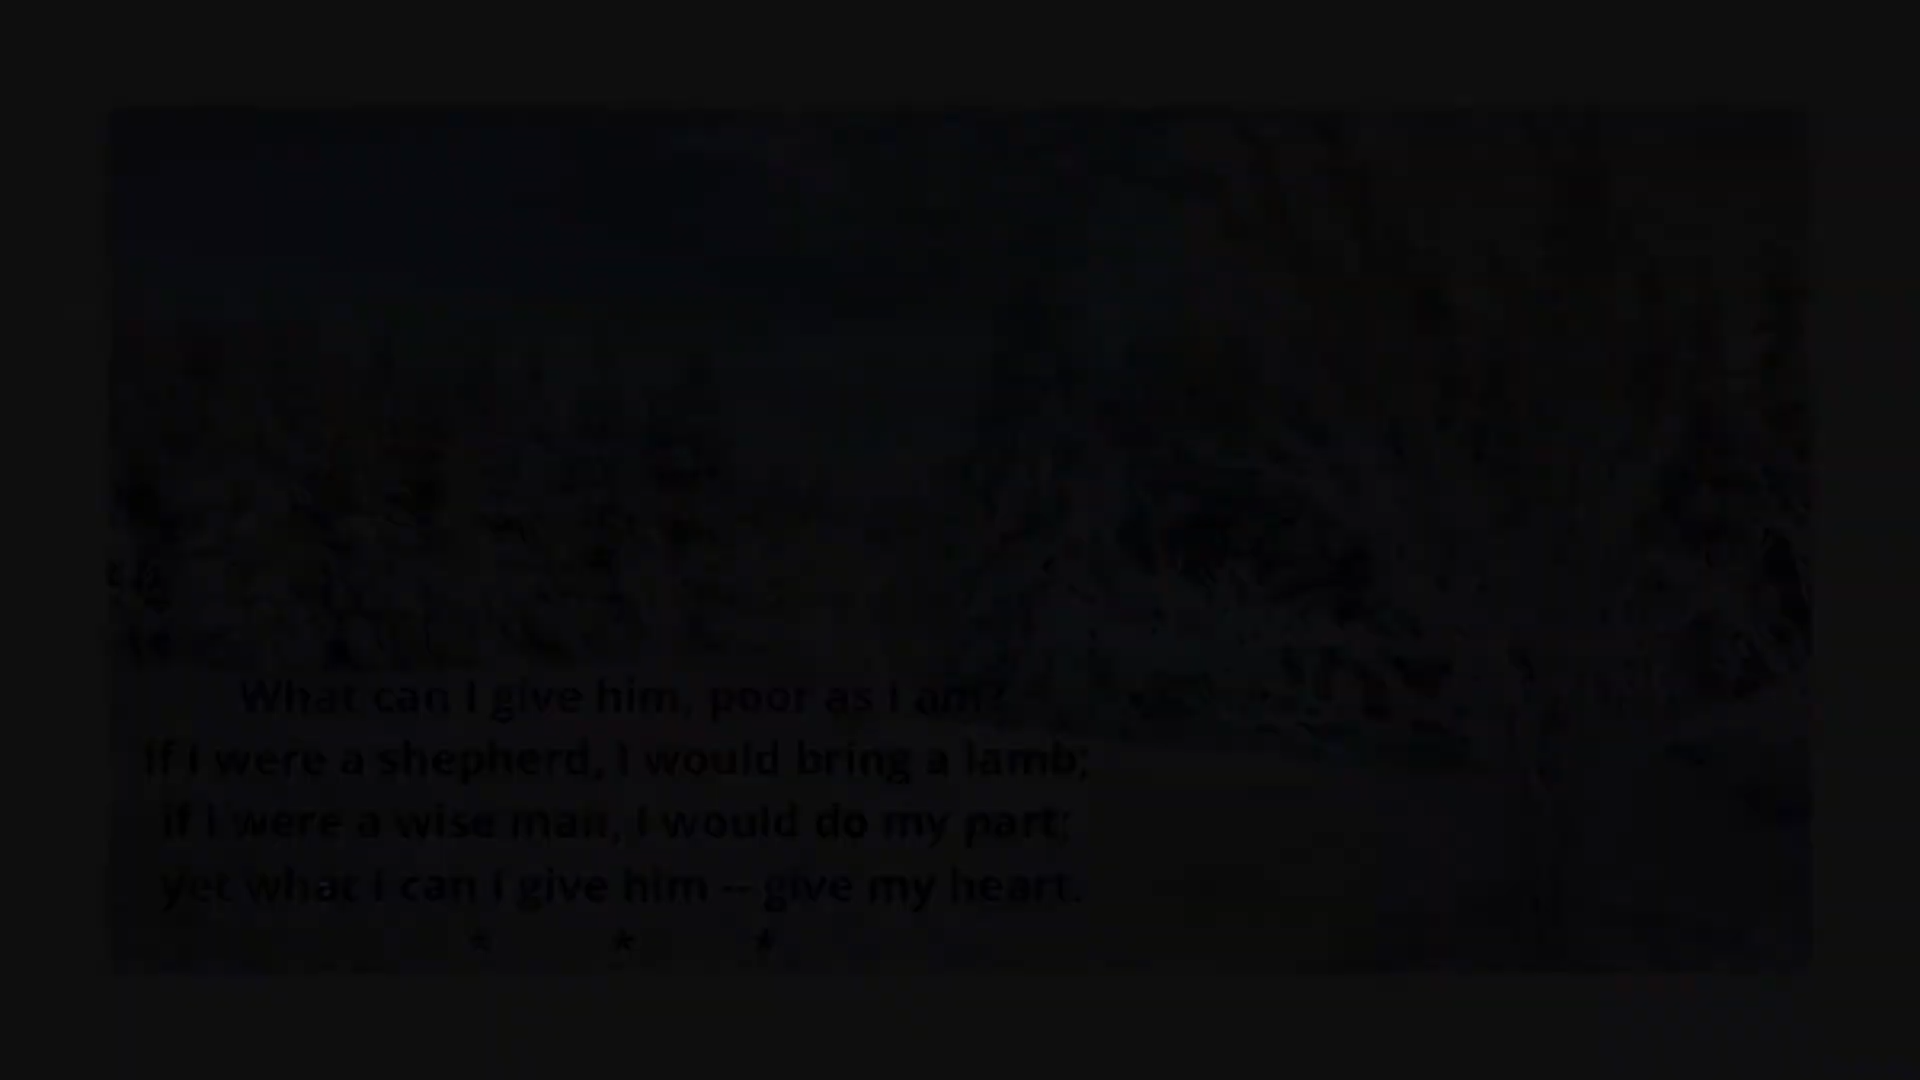 What can I give him, poor as I am?
If I were a shepherd, I would bring a lamb;
if I were a wise man, I would do my part;
yet what I can I give him – give my heart.
* * *